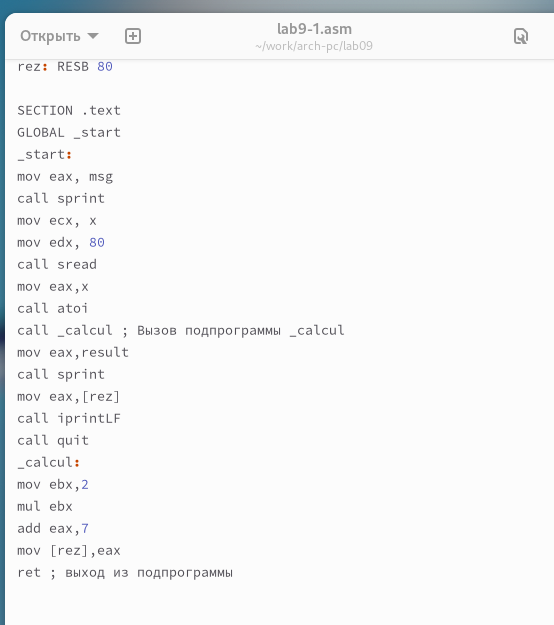 Открыть
lab9-1.asm
~/work/arch-pc/lab09
rez: RESB 80
SECTION .text
GLOBAL _start
_start:
mov eax, msg
call sprint
mov ecx, x
mov edx, 80
call sread
mov eax,x
call atoi
call _calcul ; Вызов подпрограммы _calcul
mov eax,result
call sprint
mov eax,[rez]
call iprintLF
call quit
_calcul:
mov ebx,2
mul ebx
add eax,7
mov [rez],eax
ret ; выход из подпрограммы